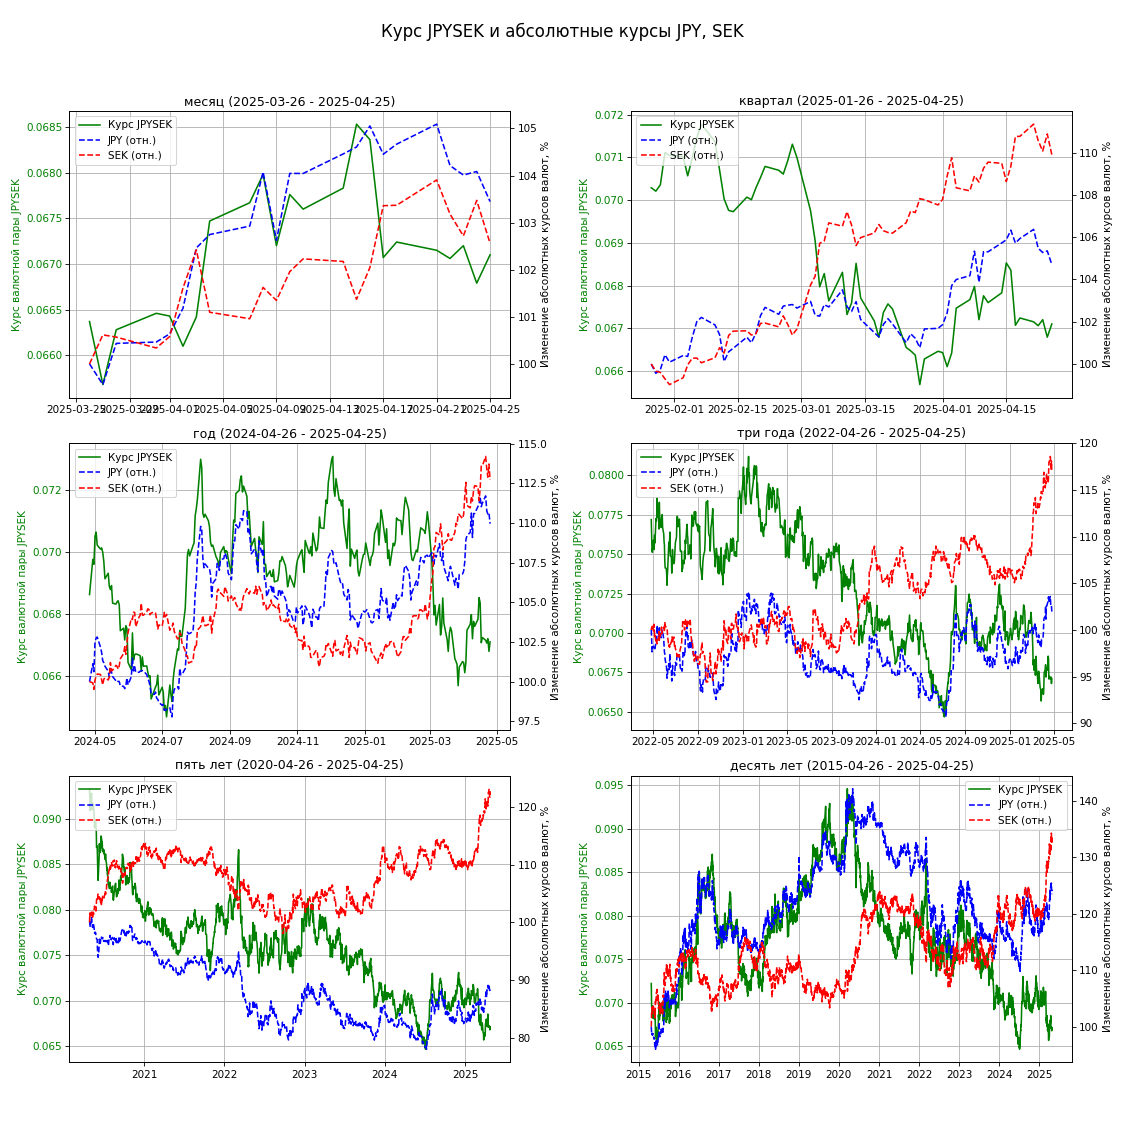 Курс JPYSEK и абсолютные курсы JPY, SEK
месяц (2025-03-26 - 2025-04-25)
Курс JPYSEK
JPY (отн.)
SEK (отн.)
Курс валютной пары JPYSEK
0.0685
0.0680
0.0675
0.0670
0.0665
0.0660
105
104
103
102
101
100
Изменение абсолютных курсов валют, %
2025-03-25 2025-03-29 2025-04-01 2025-04-05 2025-04-09 2025-04-13 2025-04-17 2025-04-21 2025-04-25
квартал (2025-01-26 - 2025-04-25)
Курс JPYSEK
JPY (отн.)
SEK (отн.)
Курс валютной пары JPYSEK
0.072
0.071
0.070
0.069
0.068
0.067
0.066
110
108
106
104
102
100
Изменение абсолютных курсов валют, %
2025-02-01 2025-02-15 2025-03-01 2025-03-15 2025-04-01 2025-04-15
год (2024-04-26 - 2025-04-25)
Курс JPYSEK
JPY (отн.)
SEK (отн.)
Курс валютной пары JPYSEK
0.072
0.070
0.068
0.066
115.0
112.5
110.0
107.5
105.0
102.5
100.0
97.5
Изменение абсолютных курсов валют, %
2024-05 2024-07 2024-09 2024-11 2025-01 2025-03 2025-05
три года (2022-04-26 - 2025-04-25)
Курс JPYSEK
JPY (отн.)
SEK (отн.)
Курс валютной пары JPYSEK
0.0800
0.0775
0.0750
0.0725
0.0700
0.0675
0.0650
120
115
110
105
100
95
90
Изменение абсолютных курсов валют, %
2022-05 2022-09 2023-01 2023-05 2023-09 2024-01 2024-05 2024-09 2025-01 2025-05
пять лет (2020-04-26 - 2025-04-25)
Курс JPYSEK
JPY (отн.)
SEK (отн.)
Курс валютной пары JPYSEK
0.090
0.085
0.080
0.075
0.070
0.065
120
110
100
90
80
Изменение абсолютных курсов валют, %
2021 2022 2023 2024 2025
десять лет (2015-04-26 - 2025-04-25)
Курс JPYSEK
JPY (отн.)
SEK (отн.)
Курс валютной пары JPYSEK
0.095
0.090
0.085
0.080
0.075
0.070
0.065
140
130
120
110
100
Изменение абсолютных курсов валют, %
2015 2016 2017 2018 2019 2020 2021 2022 2023 2024 2025